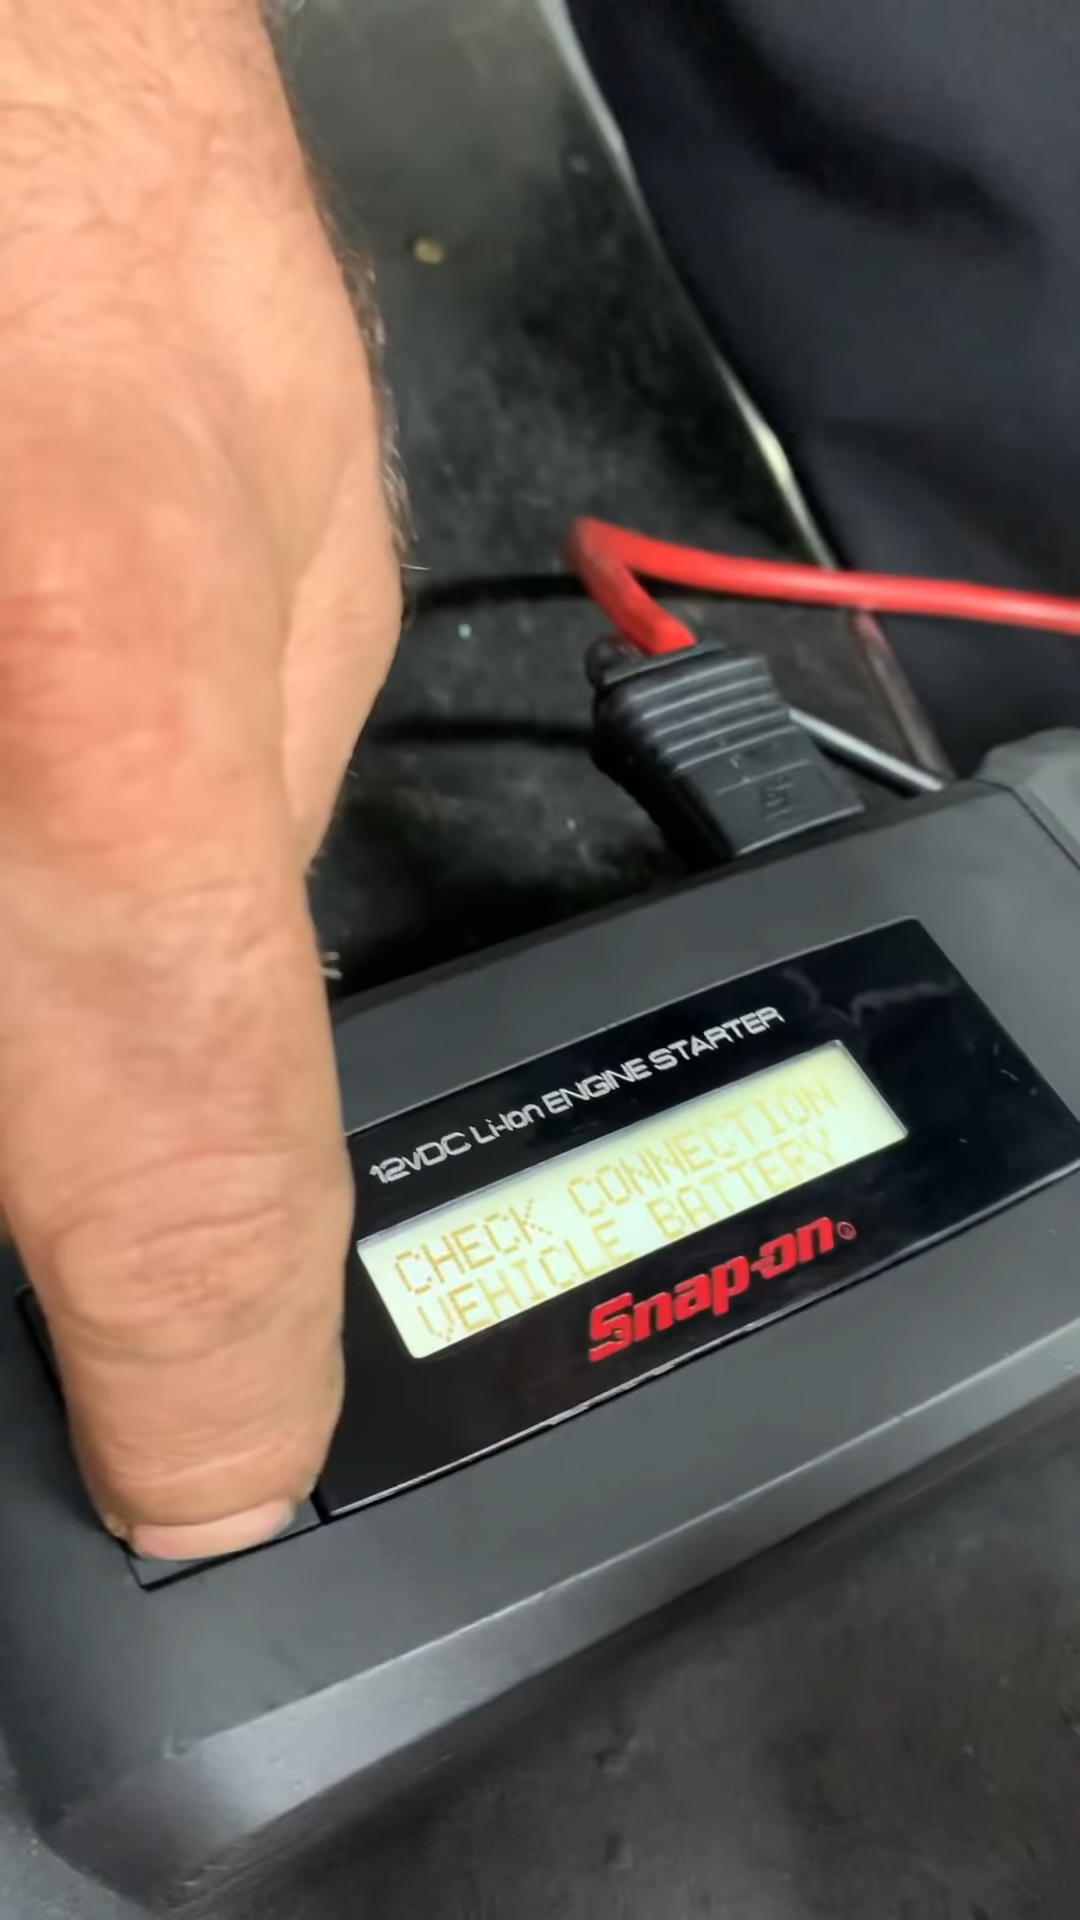 12VDC Li-Ion ENGINE STARTER
CHECK CONNECTION
VEHICLE BATTERY
Snap-on®